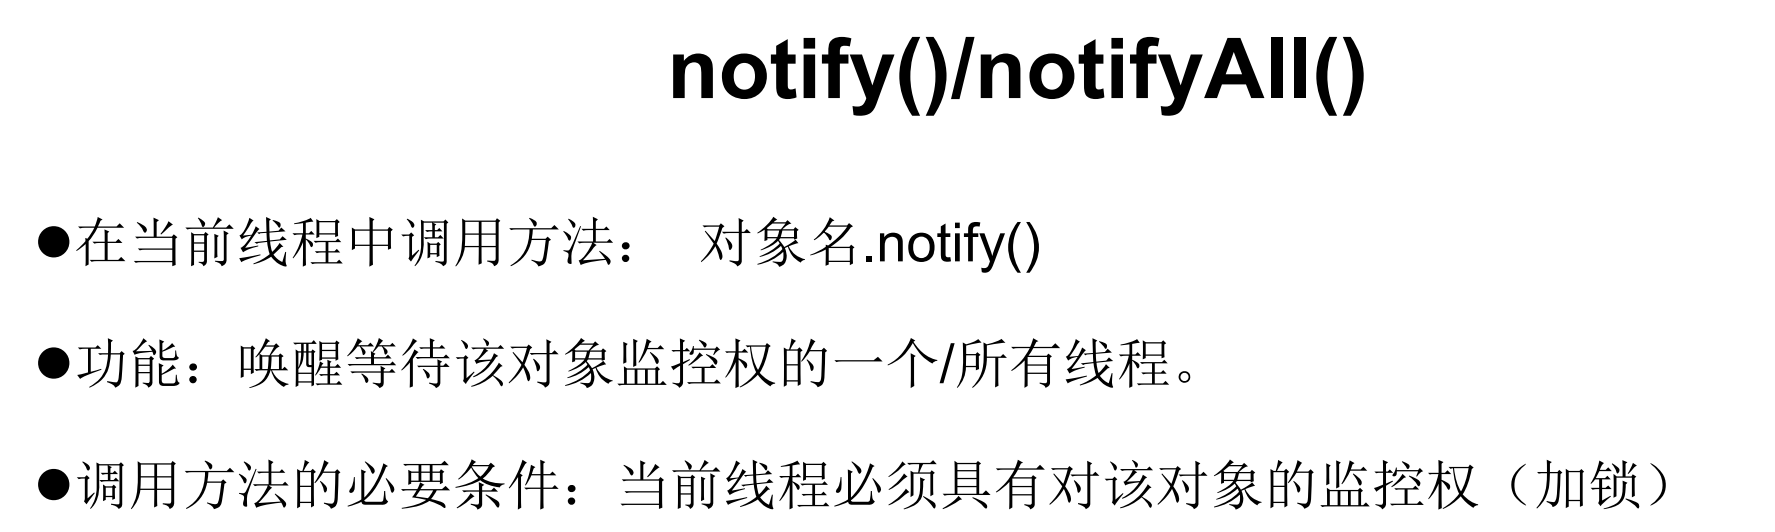 notify()/notifyAll()
●在当前线程中调用方法： 对象名.notify()
●功能：唤醒等待该对象监控权的一个/所有线程。
●调用方法的必要条件：当前线程必须具有对该对象的监控权（加锁）